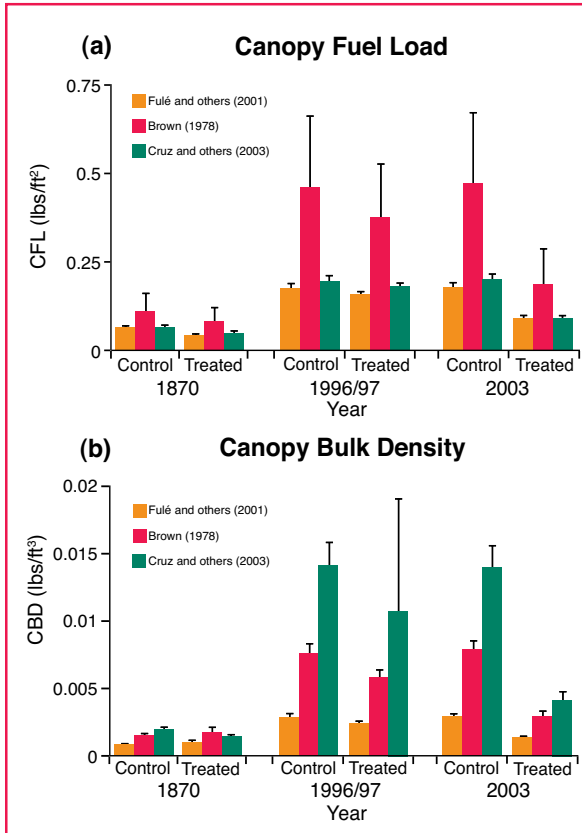 (a) Canopy Fuel Load
0.75
0.5
0.25
0
CFL (lbs/ft²)
Fulé and others (2001)
Brown (1978)
Cruz and others (2003)
Control Treated Control Treated Control Treated
1870 1996/97 2003
Year
(b) Canopy Bulk Density
0.02
0.015
0.01
0.005
0
CBD (lbs/ft³)
Fulé and others (2001)
Brown (1978)
Cruz and others (2003)
Control Treated Control Treated Control Treated
1870 1996/97 2003
Year